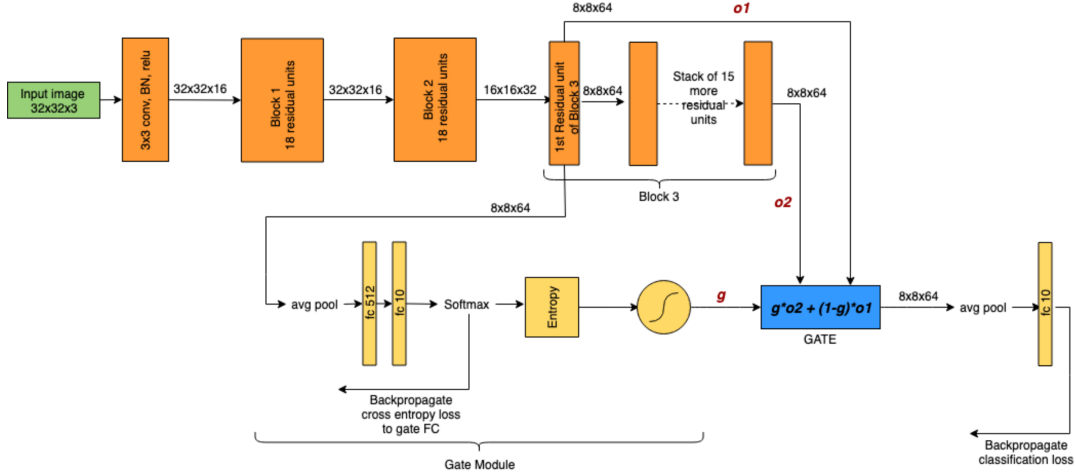 8x8x64
o1
Input image
32x32x3
3x3 conv, BN, relu
32x32x16
Block 1
18 residual units
32x32x16
Block 2
18 residual units
16x16x32
1st Residual unit
of Block 3
8x8x64
Stack of 15
more
residual
units
8x8x64
Block 3
o2
8x8x64
avg pool
fc 512
fc 10
Softmax
Entropy
g
g*o2 + (1-g)*o1
GATE
8x8x64
avg pool
fc 10
Backpropagate
cross entropy loss
to gate FC
Gate Module
Backpropagate
classification loss